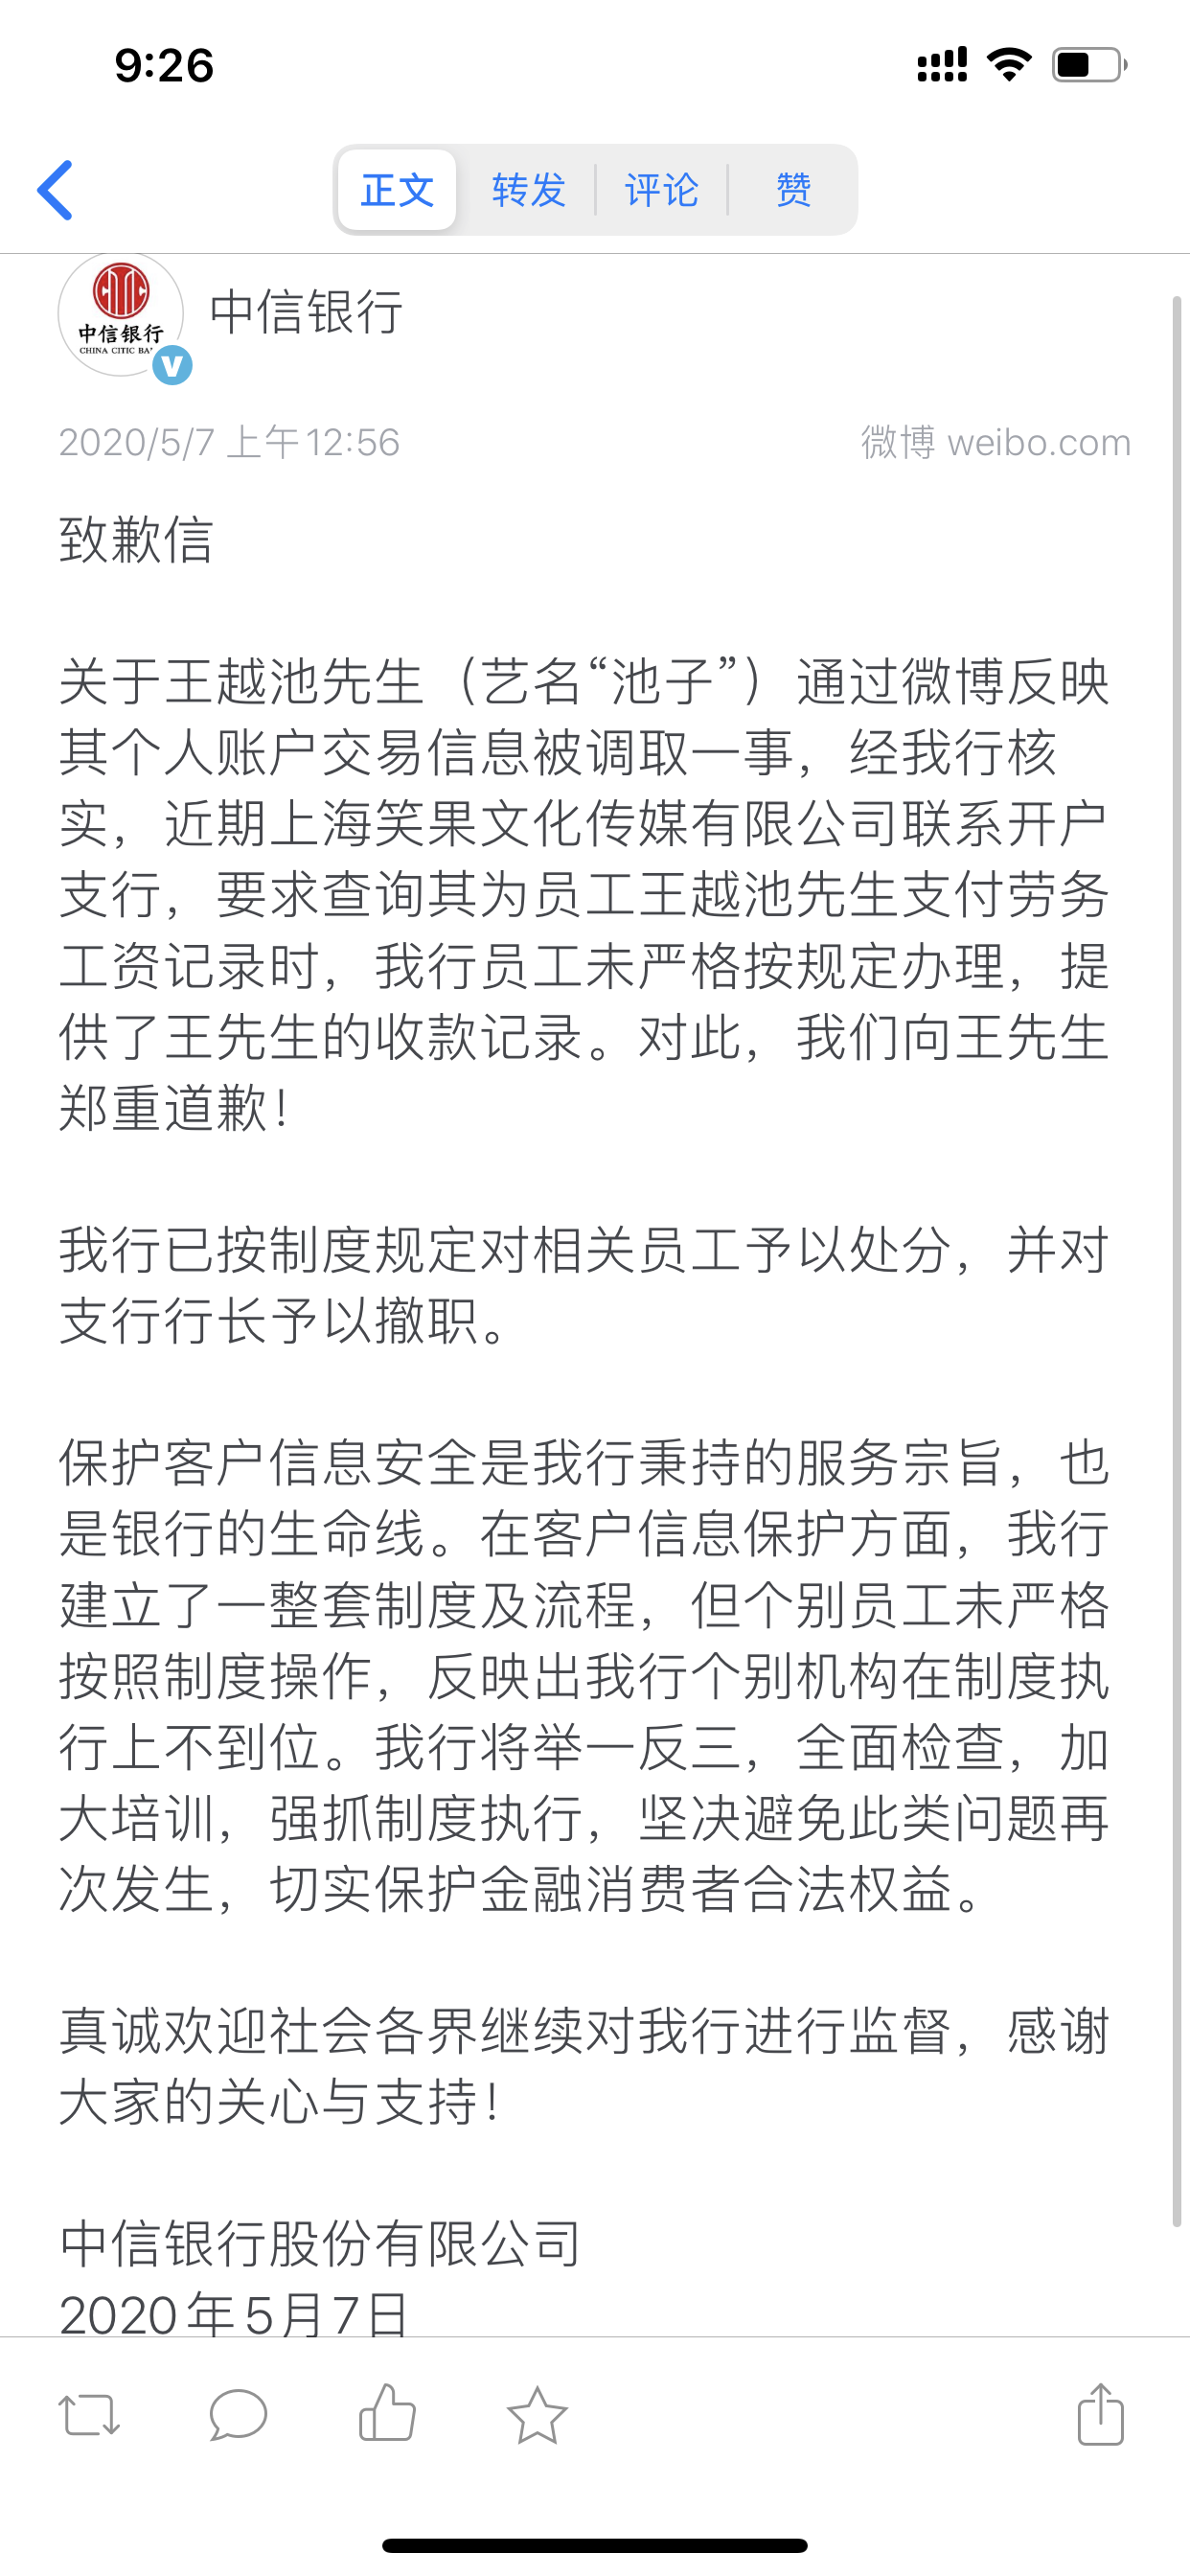 9:26
正文 转发 评论 赞
中信银行
CHINA CITIC BA
中信银行
2020/5/7 上午12:56 微博 weibo.com
致歉信
关于王越池先生（艺名“池子”）通过微博反映
其个人账户交易信息被调取一事，经我行核
实，近期上海笑果文化传媒有限公司联系开户
支行，要求查询其为员工王越池先生支付劳务
工资记录时，我行员工未严格按规定办理，提
供了王先生的收款记录。对此，我们向王先生
郑重道歉！
我行已按制度规定对相关员工予以处分，并对
支行行长予以撤职。
保护客户信息安全是我行秉持的服务宗旨，也
是银行的生命线。在客户信息保护方面，我行
建立了一整套制度及流程，但个别员工未严格
按照制度操作，反映出我行个别机构在制度执
行上不到位。我行将举一反三，全面检查，加
大培训，强抓制度执行，坚决避免此类问题再
次发生，切实保护金融消费者合法权益。
真诚欢迎社会各界继续对我行进行监督，感谢
大家的关心与支持！
中信银行股份有限公司
2020年5月7日